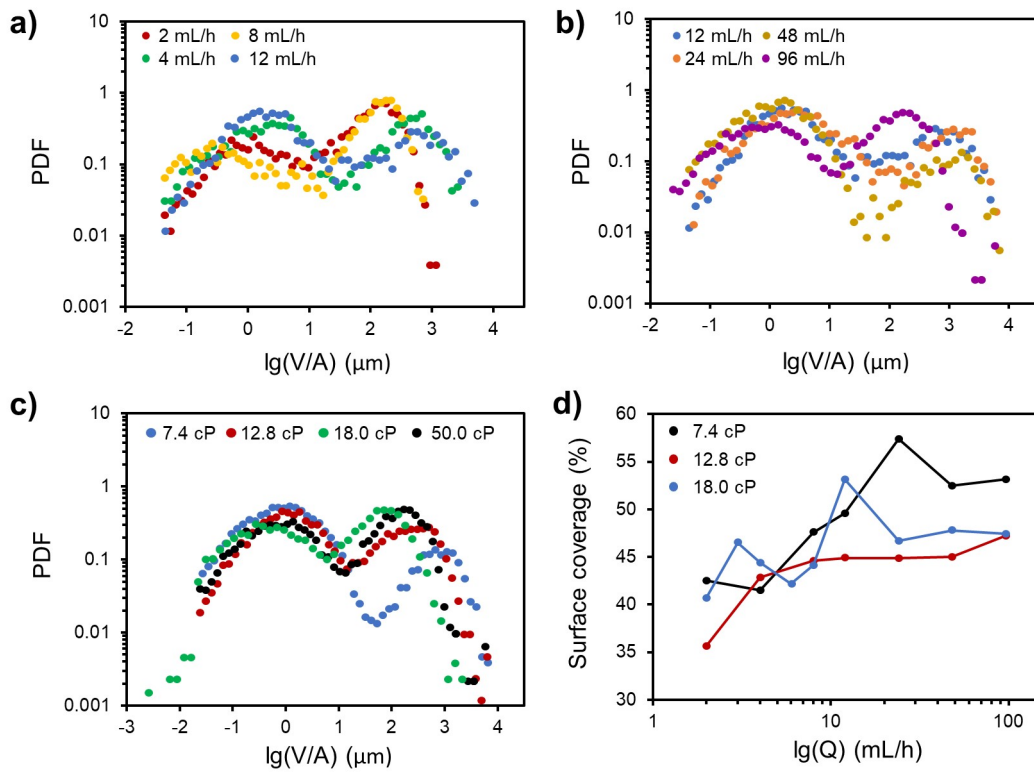 a)
2 mL/h 8 mL/h
4 mL/h 12 mL/h
PDF
10
1
0.1
0.01
0.001
-2 -1 0 1 2 3 4
lg(V/A) (μm)
b)
12 mL/h 48 mL/h
24 mL/h 96 mL/h
PDF
10
1
0.1
0.01
0.001
-2 -1 0 1 2 3 4
lg(V/A) (μm)
c)
7.4 cP 12.8 cP 18.0 cP 50.0 cP
PDF
10
1
0.1
0.01
0.001
-3 -2 -1 0 1 2 3 4
lg(V/A) (μm)
d)
7.4 cP
12.8 cP
18.0 cP
Surface coverage (%)
60
55
50
45
40
35
30
1 10 100
lg(Q) (mL/h)